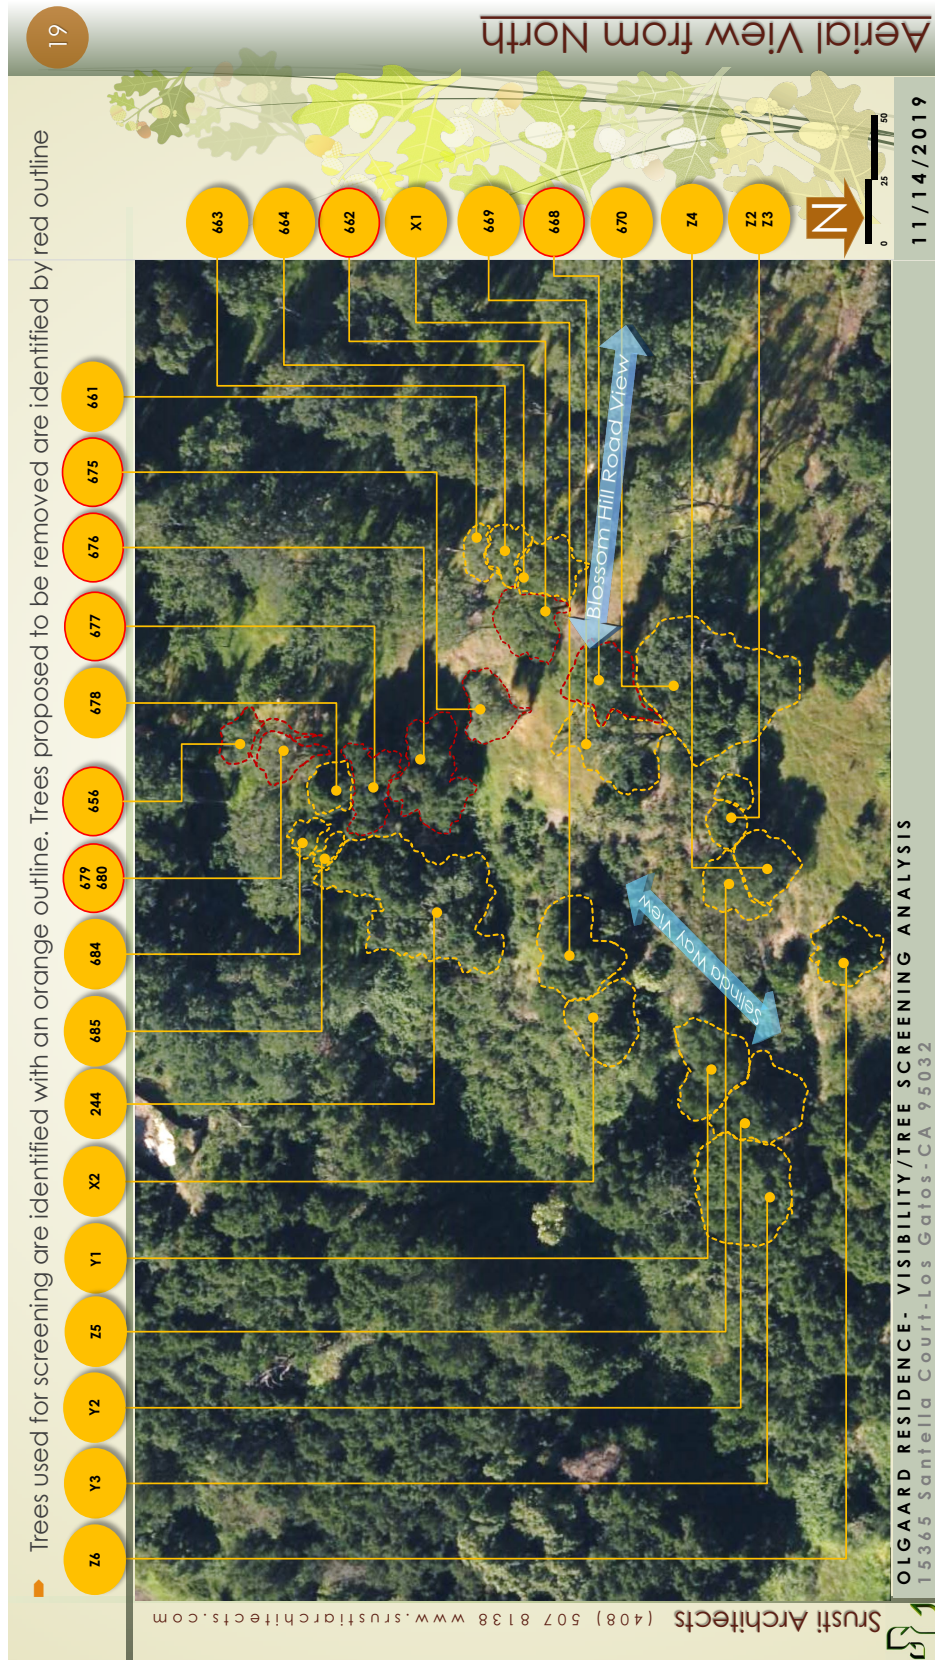 Aerial View from North
19
Trees used for screening are identified with an orange outline. Trees proposed to be removed are identified by red outline
Z6
Y3
Y2
Z5
Y1
X2
244
685
684
679
680
656
678
677
676
675
661
663
664
662
X1
669
668
670
Z4
Z2
Z3
N
0 25 50
Blossom Hill Road View
Selinda Way View
OLGAARD RESIDENCE- VISIBILITY/TREE SCREENING ANALYSIS
15365 Santella Court-Los Gatos-CA 95032
11/14/2019
Srusti Architects
(408) 507 8138 www.srustiarchitects.com